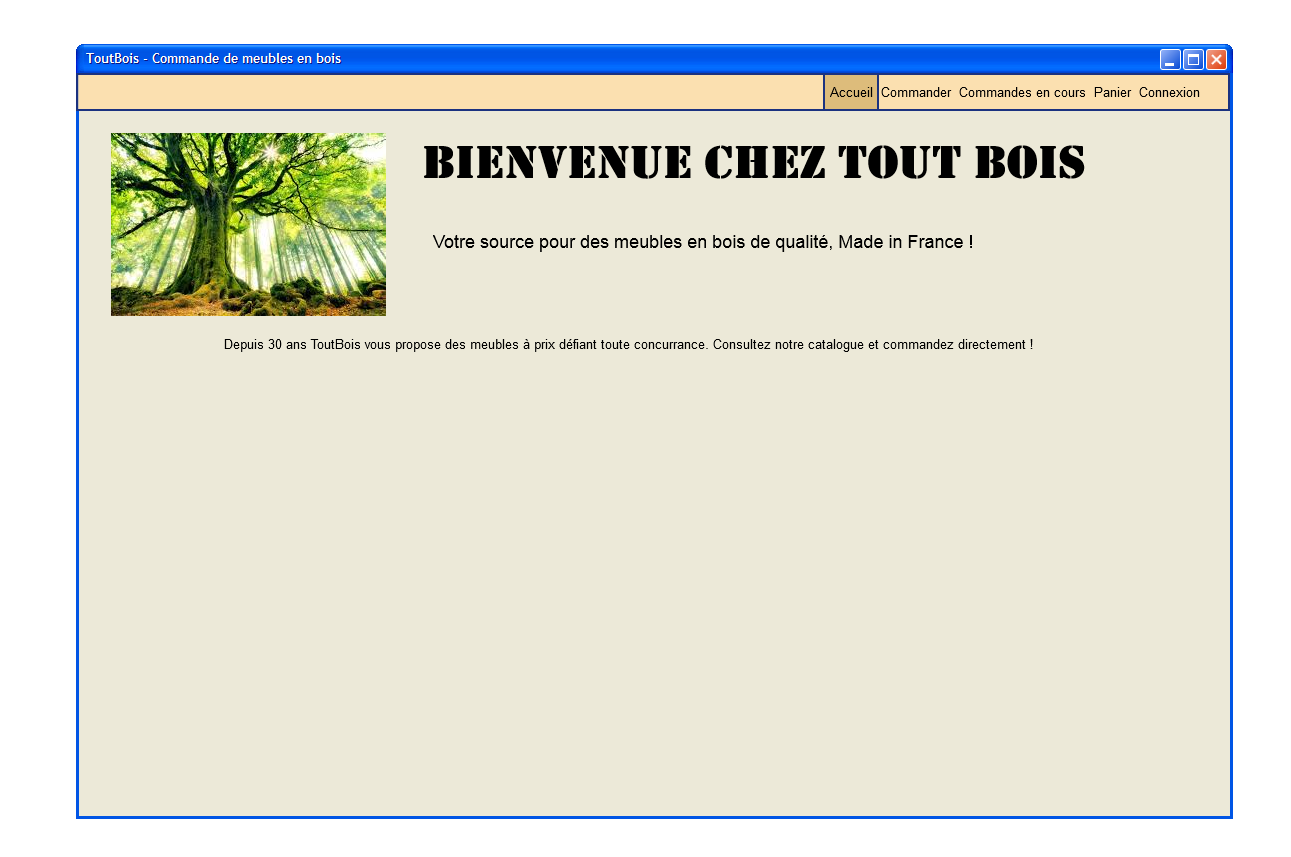 ToutBois - Commande de meubles en bois
Accueil Commander Commandes en cours Panier Connexion
BIENVENUE CHEZ TOUT BOIS
Votre source pour des meubles en bois de qualité, Made in France !
Depuis 30 ans ToutBois vous propose des meubles à prix défiant toute concurrance. Consultez notre catalogue et commandez directement !